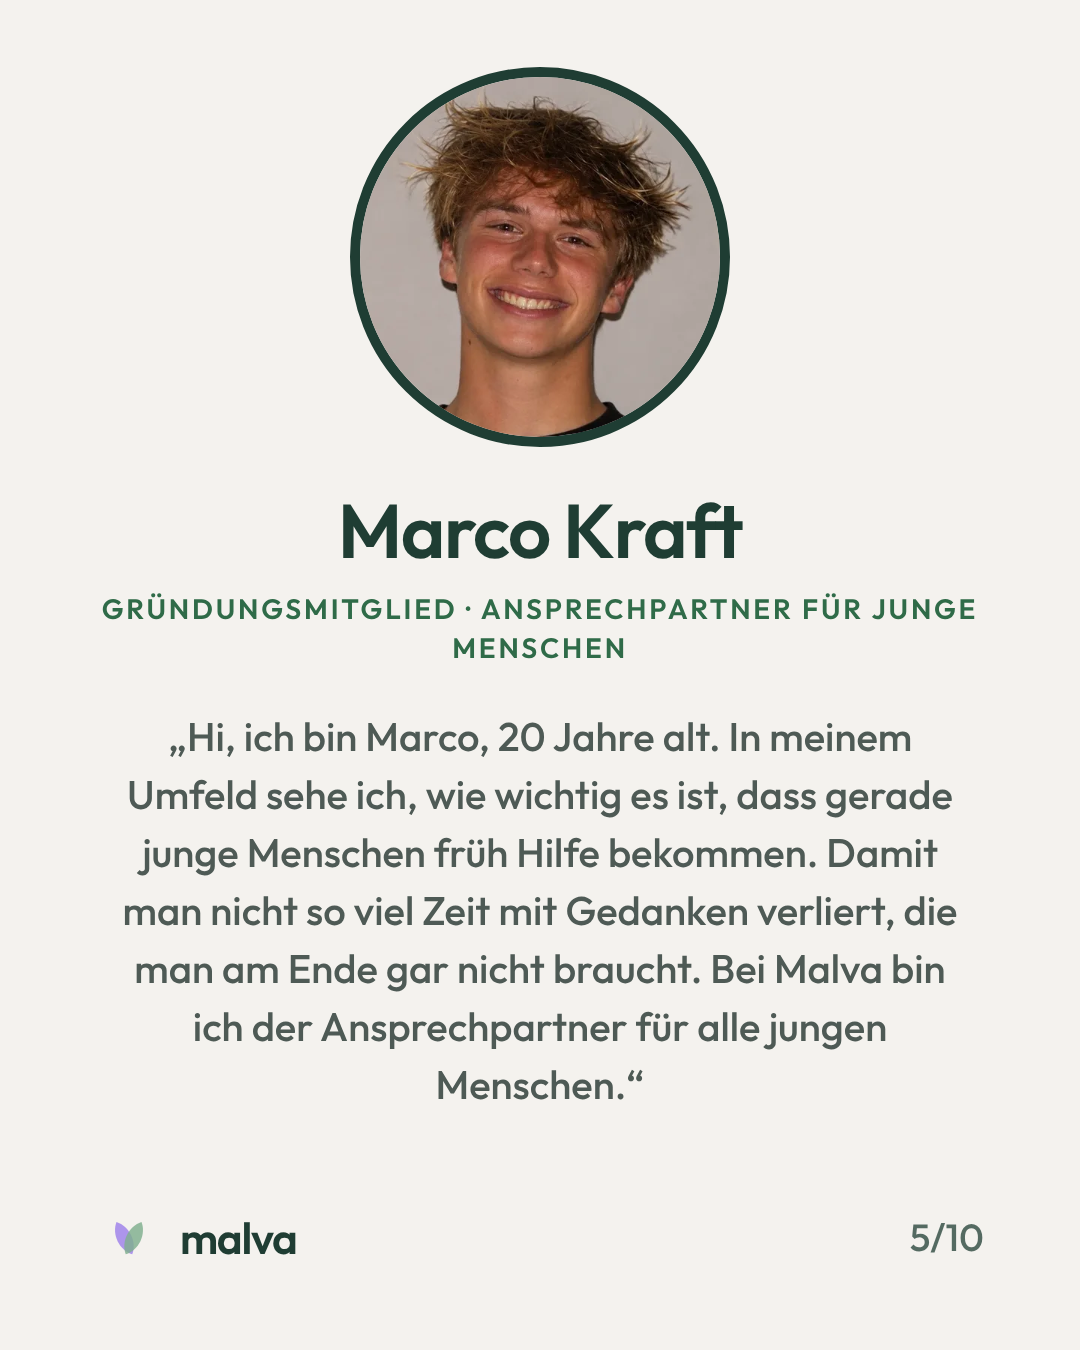 Marco Kraft
GRÜNDUNGSMITGLIED · ANSPRECHPARTNER FÜR JUNGE
MENSCHEN
„Hi, ich bin Marco, 20 Jahre alt. In meinem
Umfeld sehe ich, wie wichtig es ist, dass gerade
junge Menschen früh Hilfe bekommen. Damit
man nicht so viel Zeit mit Gedanken verliert, die
man am Ende gar nicht braucht. Bei Malva bin
ich der Ansprechpartner für alle jungen
Menschen.“
malva
5/10